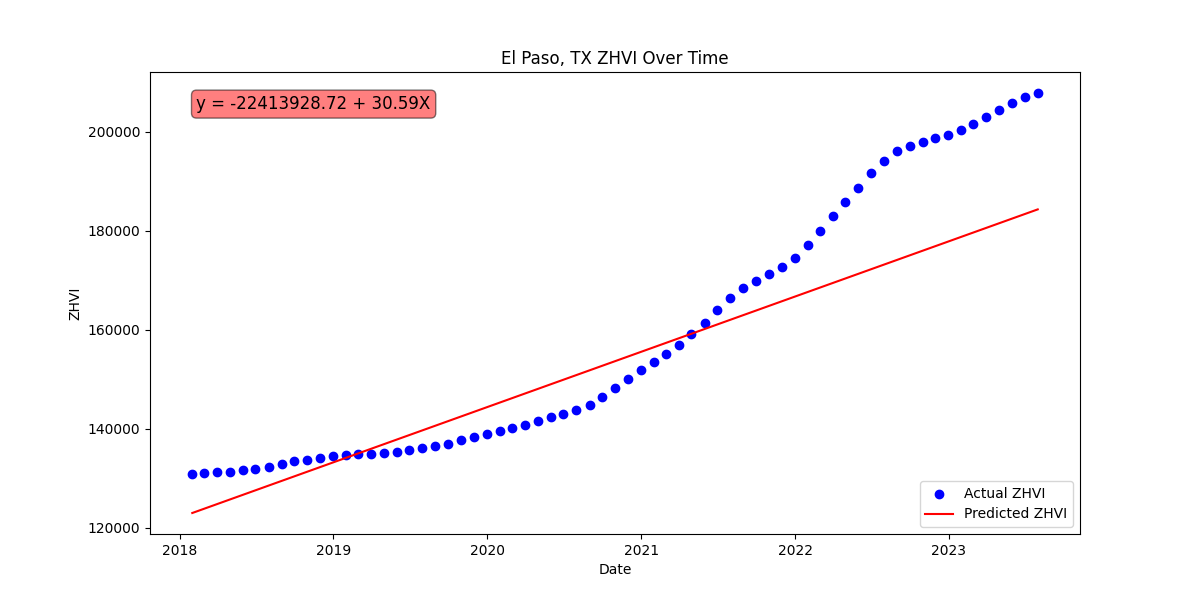 El Paso, TX ZHVI Over Time
y = -22413928.72 + 30.59X
ZHVI
200000
180000
160000
140000
120000
2018 2019 2020 2021 2022 2023
Date
Actual ZHVI
Predicted ZHVI